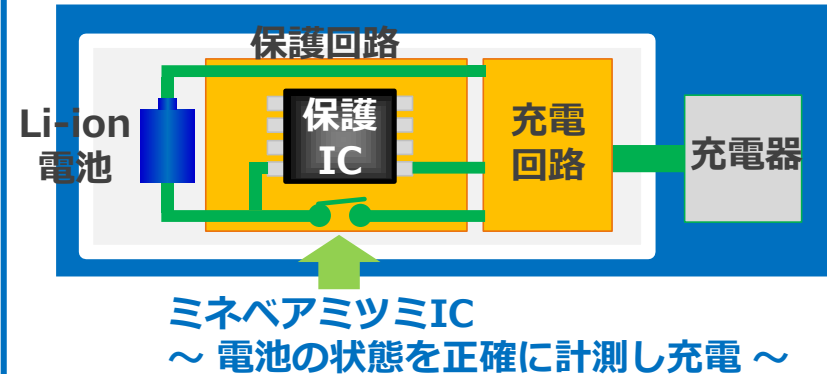 保護回路
Li-ion
電池
保護
IC
充電
回路
充電器
ミネベアミツミIC
～ 電池の状態を正確に計測し充電 ～